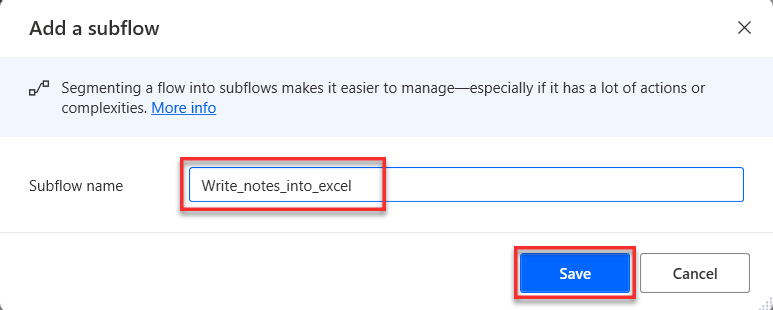 Add a subflow
Segmenting a flow into subflows makes it easier to manage—especially if it has a lot of actions or
complexities. More info
Subflow name
Write_notes_into_excel
Save
Cancel